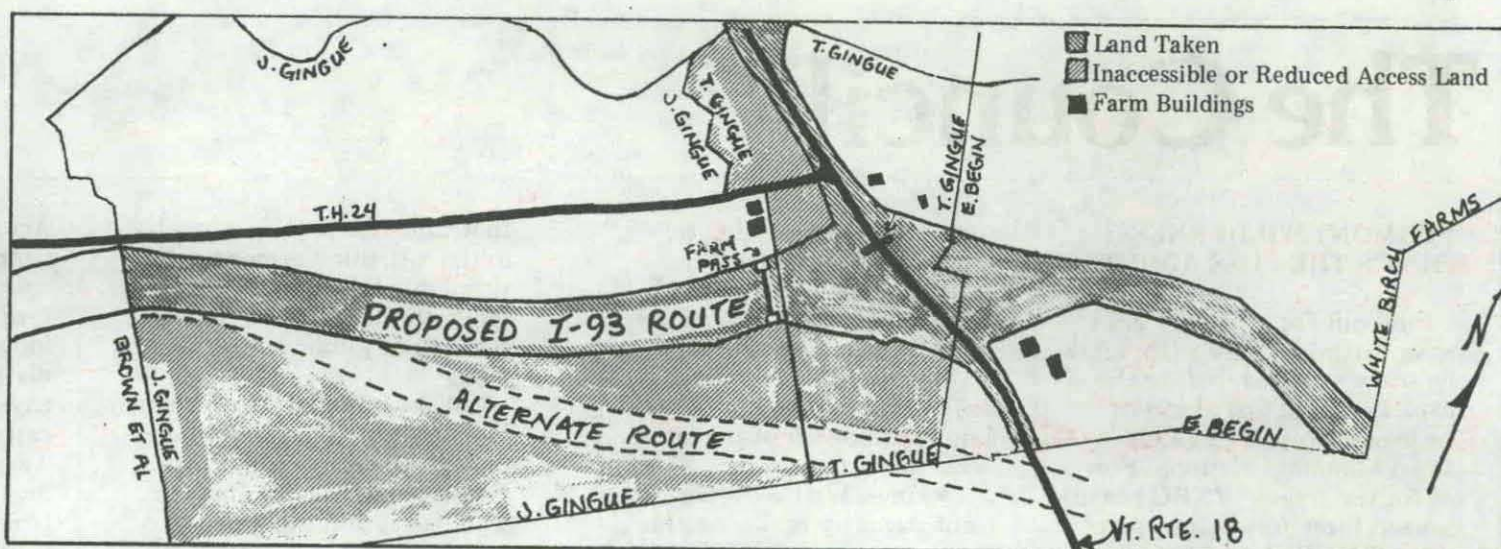 J. GINGUE
T. GINGUE
J. GINGUE
T. GINGUE
Land Taken
Inaccessible or Reduced Access Land
Farm Buildings
T. GINGUE
E. BEGIN
T.H. 24
FARM
PASS
PROPOSED I-93 ROUTE
WHITE BIRCH FARMS
N
BROWN ET AL
J. GINGUE
ALTERNATE ROUTE
E. BEGIN
T. GINGUE
J. GINGUE
VT. RTE. 18